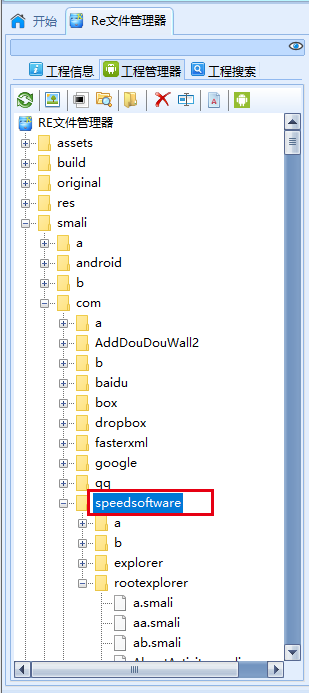 开始 Re文件管理器
工程信息 工程管理器 工程搜索
RE文件管理器
assets
build
original
res
smali
a
android
b
com
a
AddDouDouWall2
b
baidu
box
dropbox
fasterxml
google
qq
speedsoftware
a
b
explorer
rootexplorer
a.smali
aa.smali
ab.smali